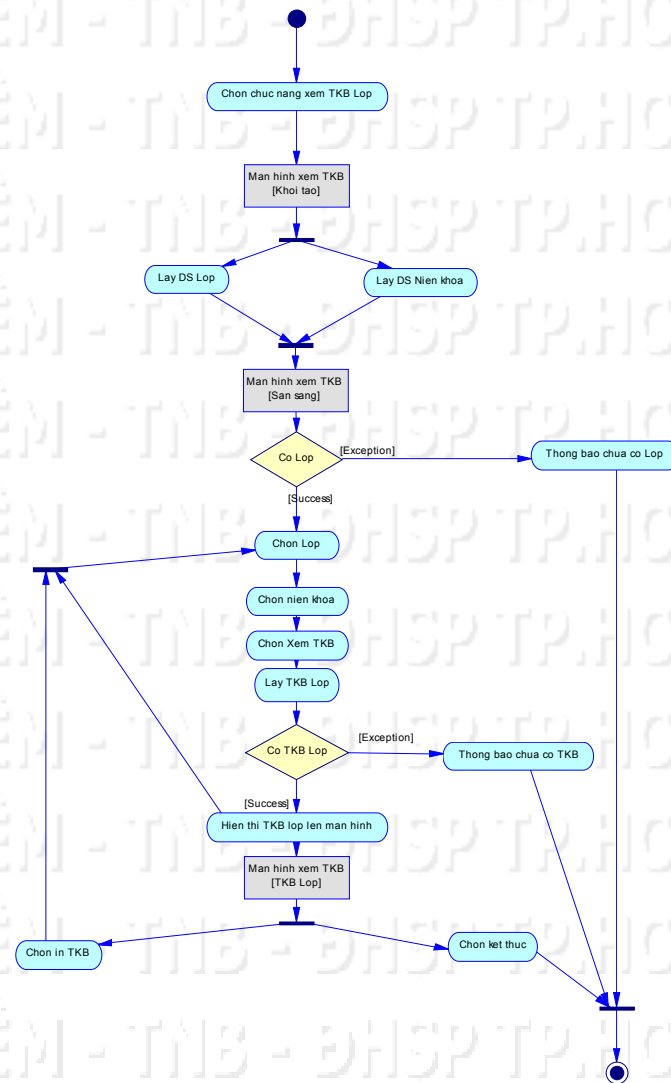 Chon chuc nang xem TKB Lop
Man hinh xem TKB
[Khoi tao]
Lay DS Lop
Lay DS Nien khoa
Man hinh xem TKB
[San sang]
Co Lop
[Exception]
Thong bao chua co Lop
[Success]
Chon Lop
Chon nien khoa
Chon Xem TKB
Lay TKB Lop
Co TKB Lop
[Exception]
Thong bao chua co TKB
[Success]
Hien thi TKB lop len man hinh
Man hinh xem TKB
[TKB Lop]
Chon in TKB
Chon ket thuc